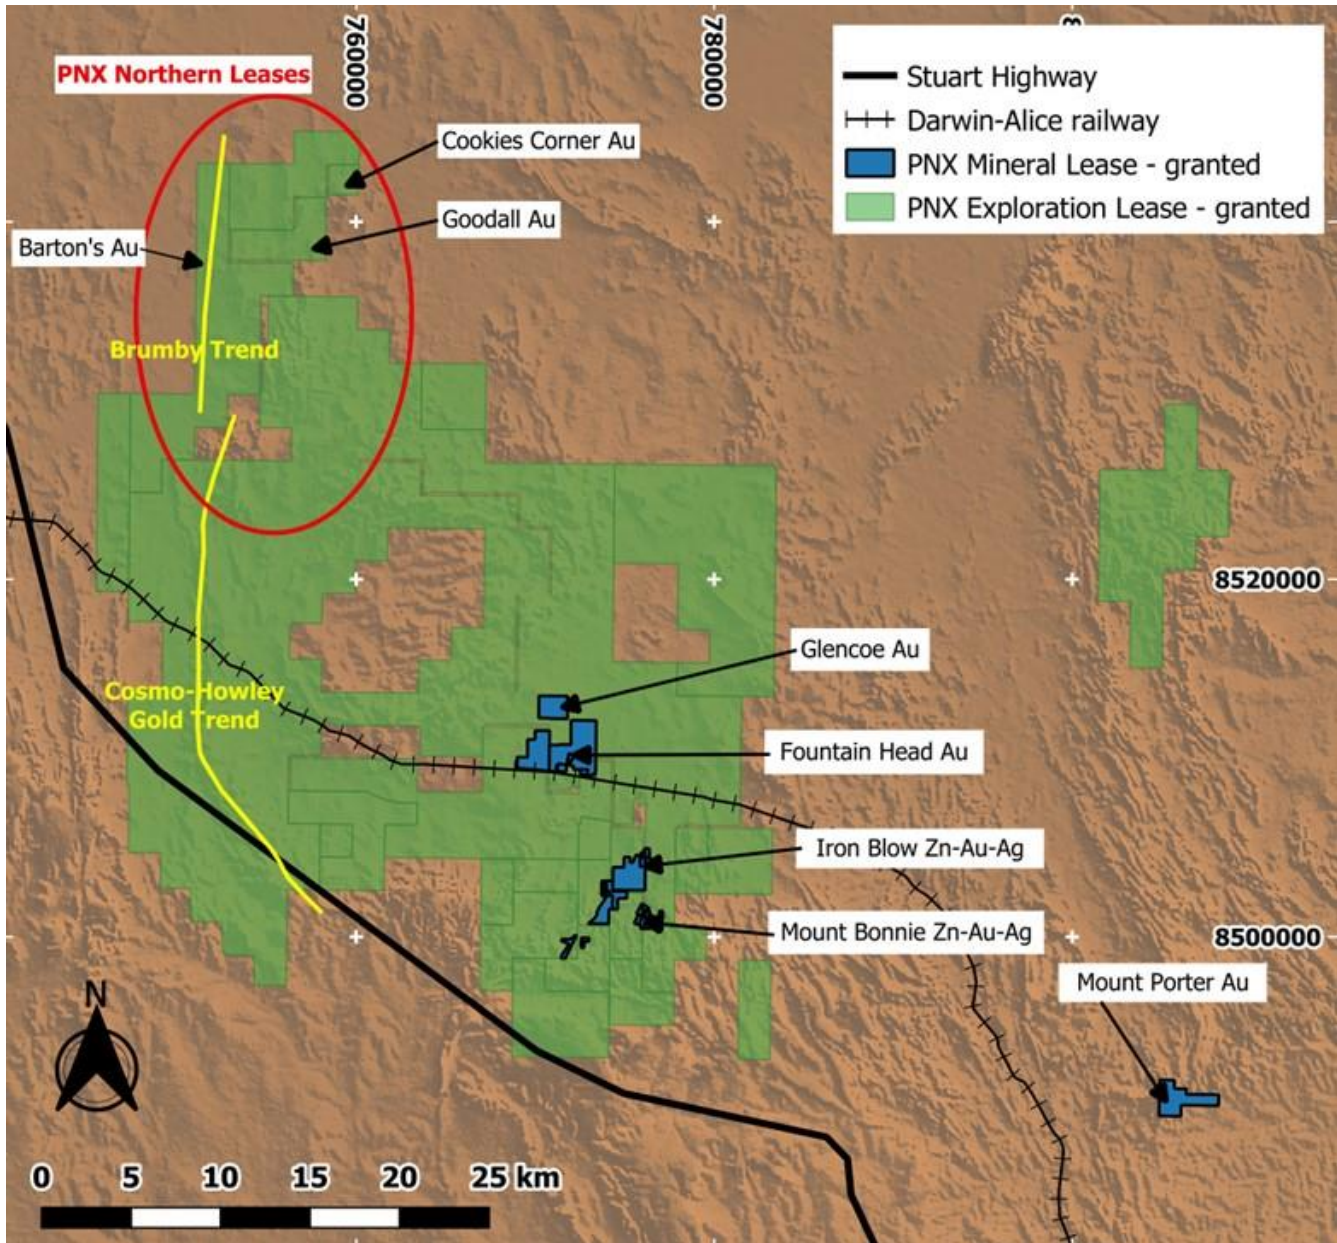 PNX Northern Leases
760000
780000
Stuart Highway
Darwin-Alice railway
PNX Mineral Lease - granted
PNX Exploration Lease - granted
Cookies Corner Au
Goodall Au
Barton's Au
Brumby Trend
8520000
Glencoe Au
Cosmo-Howley
Gold Trend
Fountain Head Au
Iron Blow Zn-Au-Ag
Mount Bonnie Zn-Au-Ag
8500000
Mount Porter Au
N
0 5 10 15 20 25 km